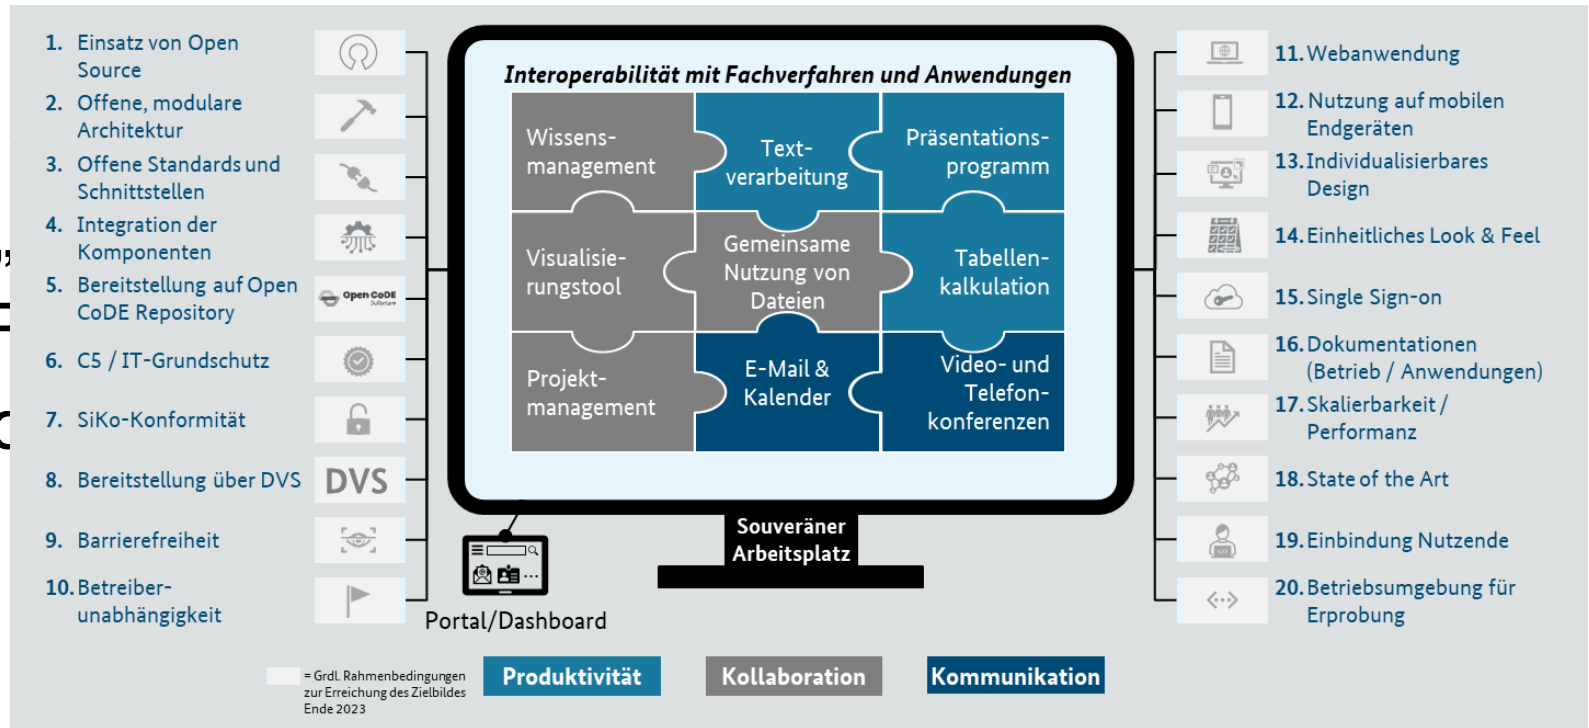 1. Einsatz von Open
Source
2. Offene, modulare
Architektur
3. Offene Standards und
Schnittstellen
4. Integration der
Komponenten
5. Bereitstellung auf Open
CoDE Repository
6. C5 / IT-Grundschutz
7. SiKo-Konformität
8. Bereitstellung über DVS
9. Barrierefreiheit
10. Betreiber-
unabhängigkeit
Open CoDE
Software
DVS
Interoperabilität mit Fachverfahren und Anwendungen
Wissens-
management
Text-
verarbeitung
Präsentations-
programm
Visualisie-
rungstool
Gemeinsame
Nutzung von
Dateien
Tabellen-
kalkulation
Projekt-
management
E-Mail &
Kalender
Video- und
Telefon-
konferenzen
Souveräner
Arbeitsplatz
Portal/Dashboard
11. Webanwendung
12. Nutzung auf mobilen
Endgeräten
13. Individualisierbares
Design
14. Einheitliches Look & Feel
15. Single Sign-on
16. Dokumentationen
(Betrieb / Anwendungen)
17. Skalierbarkeit /
Performanz
18. State of the Art
19. Einbindung Nutzende
20. Betriebsumgebung für
Erprobung
= Grdl. Rahmenbedingungen
zur Erreichung des Zielbildes
Ende 2023
Produktivität
Kollaboration
Kommunikation